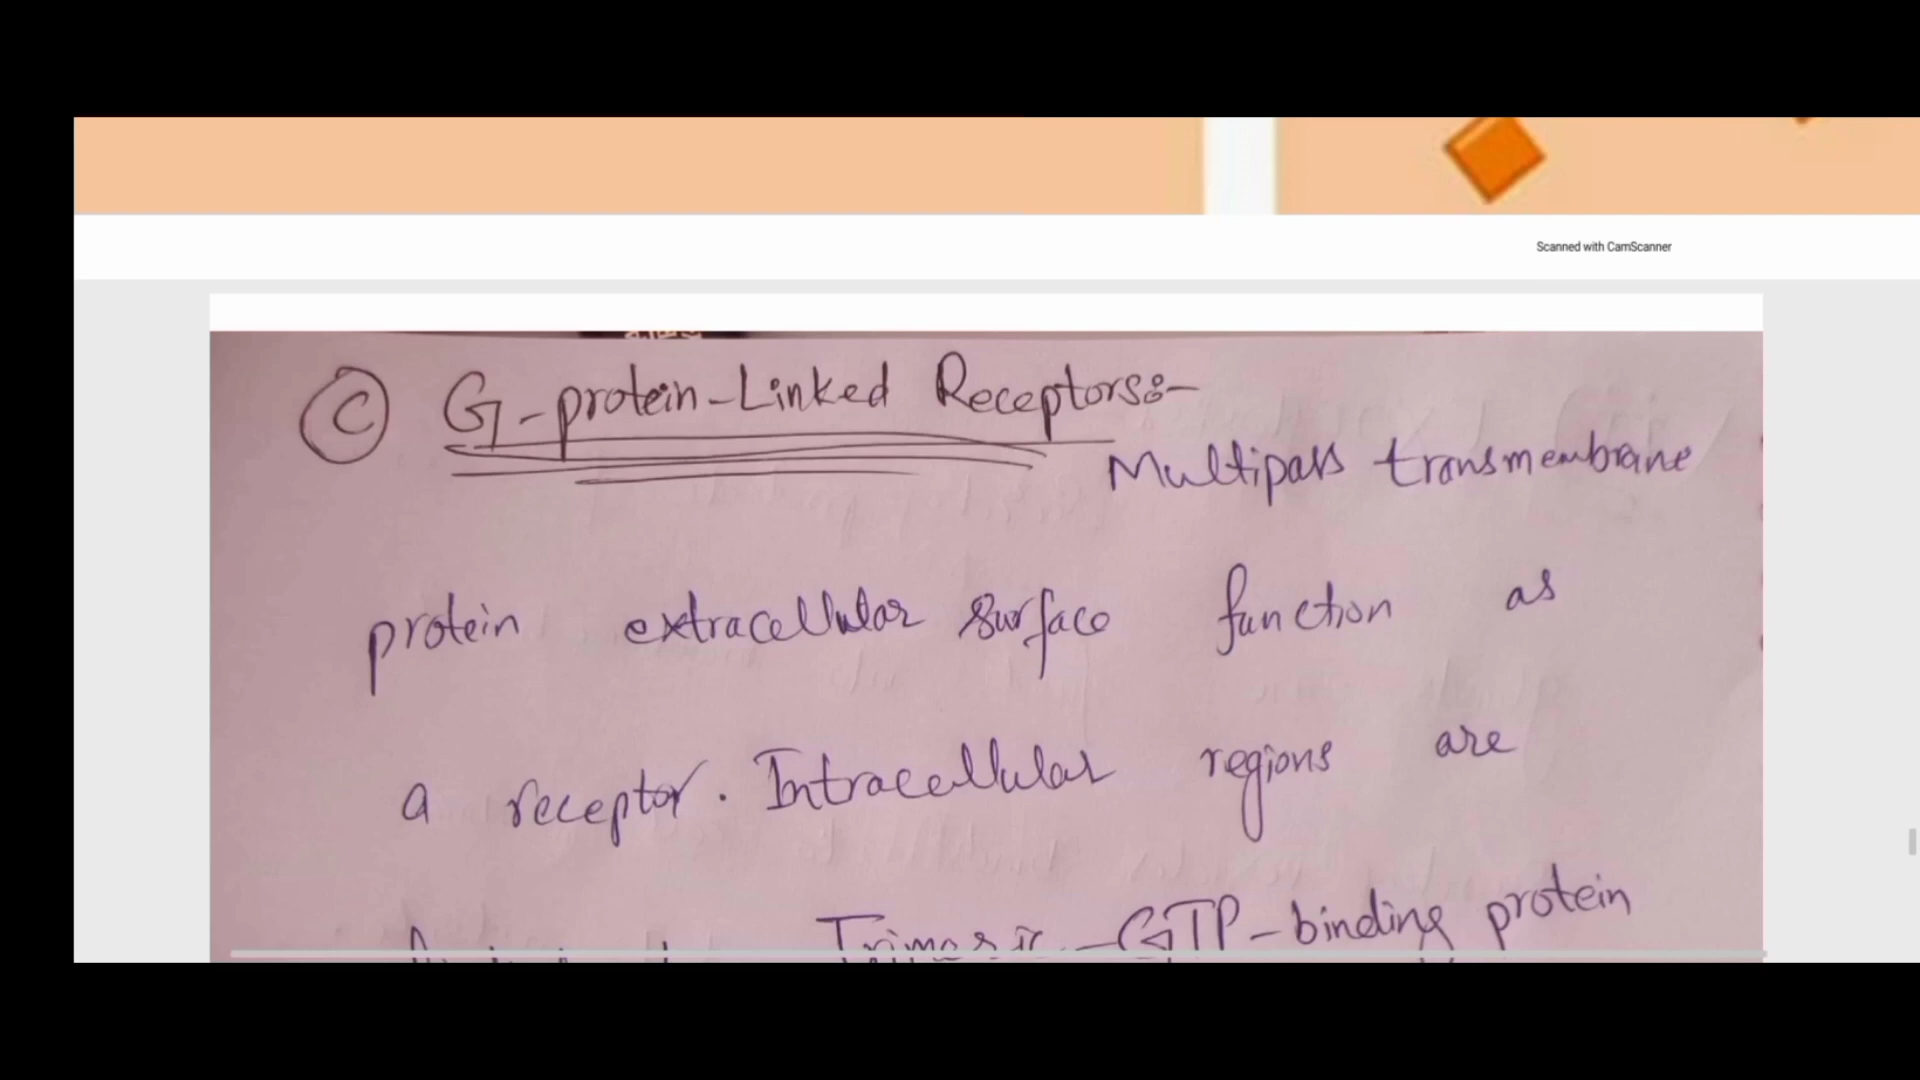 Scanned with CamScanner
C G-protein-Linked Receptors:-
Multipass transmembrane
protein extracellular surface function as
a receptor. Intracellular regions are
Trimeric-GTP-binding protein